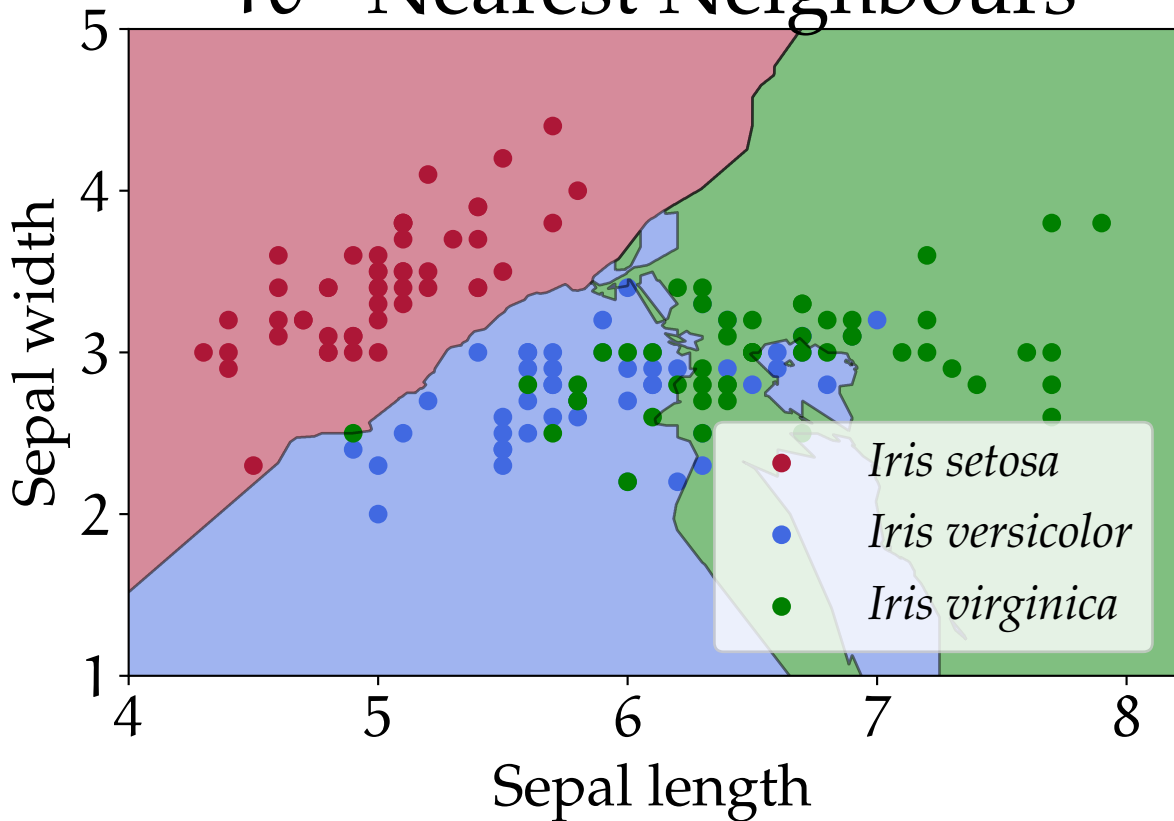 Nearest Neighbours
5
4
3
2
1
4 5 6 7 8
Sepal width
Sepal length
Iris setosa
Iris versicolor
Iris virginica